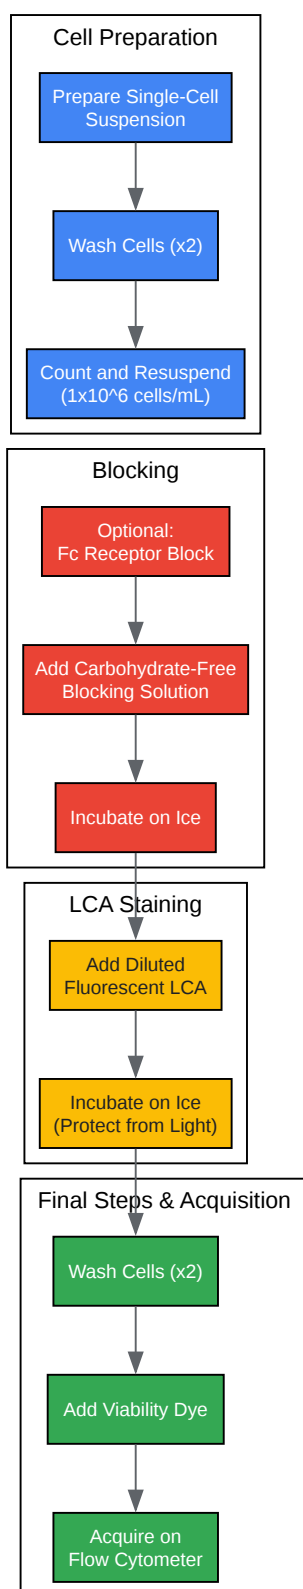 Cell Preparation
Prepare Single-Cell
Suspension
Wash Cells (x2)
Count and Resuspend
(1x10^6 cells/mL)
Blocking
Optional:
Fc Receptor Block
Add Carbohydrate-Free
Blocking Solution
Incubate on Ice
LCA Staining
Add Diluted
Fluorescent LCA
Incubate on Ice
(Protect from Light)
Final Steps & Acquisition
Wash Cells (x2)
Add Viability Dye
Acquire on
Flow Cytometer